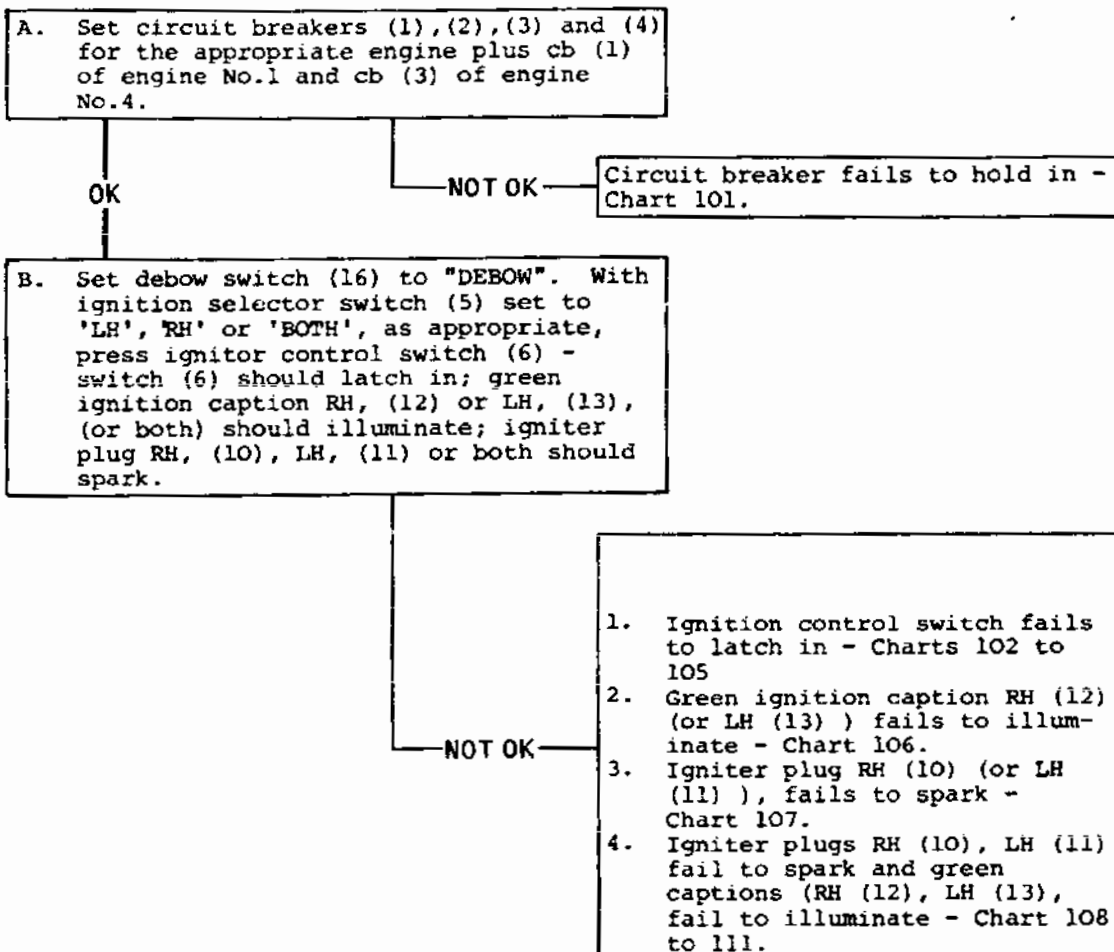 A. Set circuit breakers (1),(2),(3) and (4)
for the appropriate engine plus cb (1)
of engine No.1 and cb (3) of engine
No.4.
OK
NOT OK
Circuit breaker fails to hold in -
Chart 101.
B. Set debow switch (16) to "DEBOW". With
ignition selector switch (5) set to
'LH', 'RH' or 'BOTH', as appropriate,
press ignitor control switch (6) -
switch (6) should latch in; green
ignition caption RH, (12) or LH, (13),
(or both) should illuminate; igniter
plug RH, (10), LH, (11) or both should
spark.
NOT OK
1. Ignition control switch fails
to latch in - Charts 102 to
105
2. Green ignition caption RH (12)
(or LH (13) ) fails to illum-
inate - Chart 106.
3. Igniter plug RH (10) (or LH
(11) ), fails to spark -
Chart 107.
4. Igniter plugs RH (10), LH (11)
fail to spark and green
captions (RH (12), LH (13),
fail to illuminate - Chart 108
to 111.